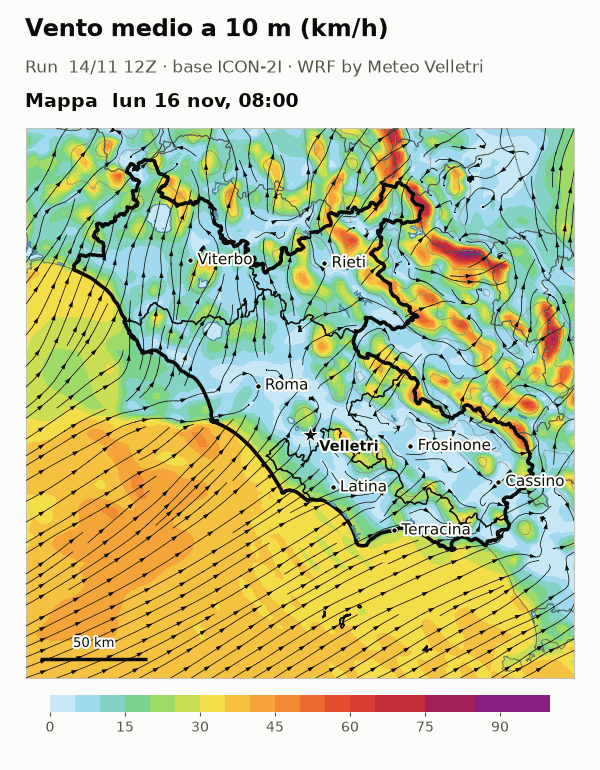 Vento medio a 10 m (km/h)
Run 14/11 12Z · base ICON-2I · WRF by Meteo Velletri
Mappa lun 16 nov, 08:00
Viterbo
Rieti
Roma
Velletri
Frosinone
Cassino
Latina
Terracina
50 km
0 15 30 45 60 75 90